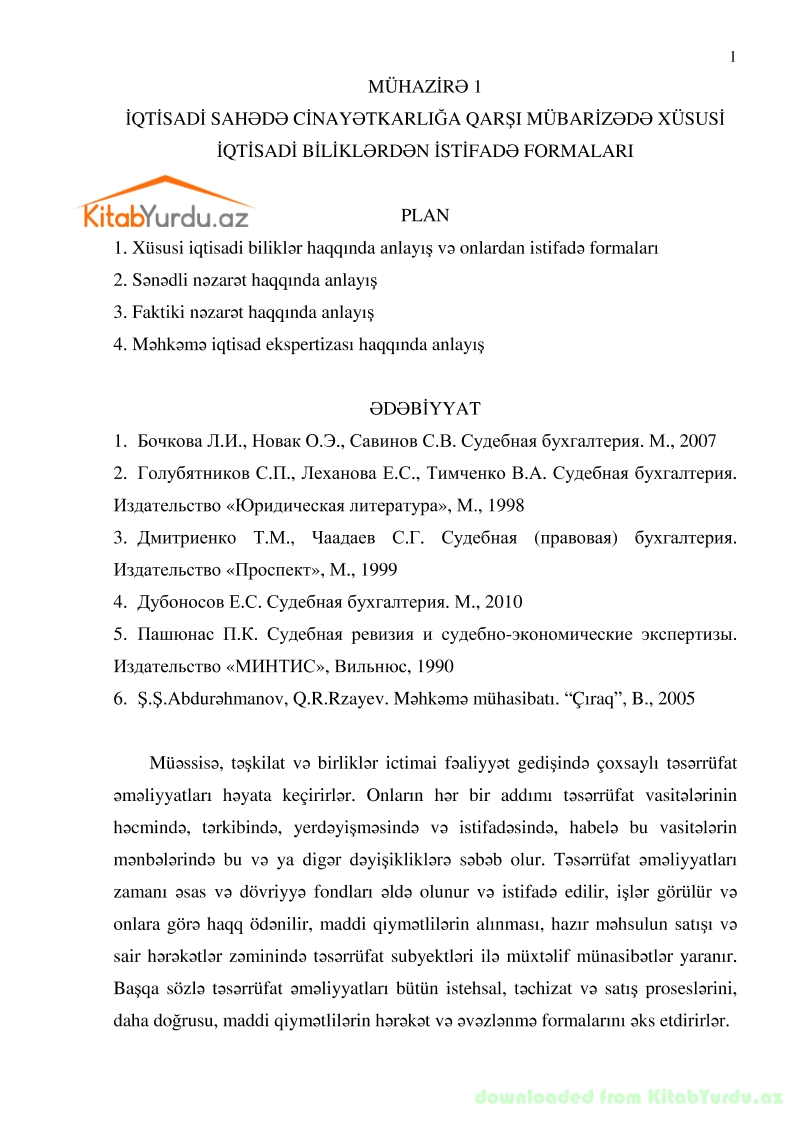 1
MÜHAZİRƏ 1
İQTİSADİ SAHƏDƏ CİNAYƏTKARLIĞA QARŞI MÜBARİZƏDƏ XÜSUSİ
İQTİSADİ BİLİKLƏRDƏN İSTİFADƏ FORMALARI
KitabYurdu.az
PLAN
1. Xüsusi iqtisadi biliklər haqqında anlayış və onlardan istifadə formaları
2. Sənədli nəzarət haqqında anlayış
3. Faktiki nəzarət haqqında anlayış
4. Məhkəmə iqtisad ekspertizası haqqında anlayış
ƏDƏBİYYAT
1. Бочкова Л.И., Новак О.Э., Савинов С.В. Судебная бухгалтерия. М., 2007
2. Голубятников С.П., Леханова Е.С., Тимченко В.А. Судебная бухгалтерия.
Издательство «Юридическая литература», М., 1998
3. Дмитриенко Т.М., Чаадаев С.Г. Судебная (правовая) бухгалтерия.
Издательство «Проспект», М., 1999
4. Дубоносов Е.С. Судебная бухгалтерия. М., 2010
5. Пашюнас П.К. Судебная ревизия и судебно-экономические экспертизы.
Издательство «МИНТИС», Вильнюс, 1990
6. Ş.Ş.Abdurəhmanov, Q.R.Rzayev. Məhkəmə mühasibatı. “Çıraq”, B., 2005
Müəssisə, təşkilat və birliklər ictimai fəaliyyət gedişində çoxsaylı təsərrüfat
əməliyyatları həyata keçirirlər. Onların hər bir addımı təsərrüfat vasitələrinin
həcmində, tərkibində, yerdəyişməsində və istifadəsində, habelə bu vasitələrin
mənbələrində bu və ya digər dəyişikliklərə səbəb olur. Təsərrüfat əməliyyatları
zamanı əsas və dövriyyə fondları əldə olunur və istifadə edilir, işlər görülür və
onlara görə haqq ödənilir, maddi qiymətlilərin alınması, hazır məhsulun satışı və
sair hərəkətlər zəminində təsərrüfat subyektləri ilə müxtəlif münasibətlər yaranır.
Başqa sözlə təsərrüfat əməliyyatları bütün istehsal, təchizat və satış proseslərini,
daha doğrusu, maddi qiymətlilərin hərəkət və əvəzlənmə formalarını əks etdirirlər.
downloaded from KitabYurdu.az